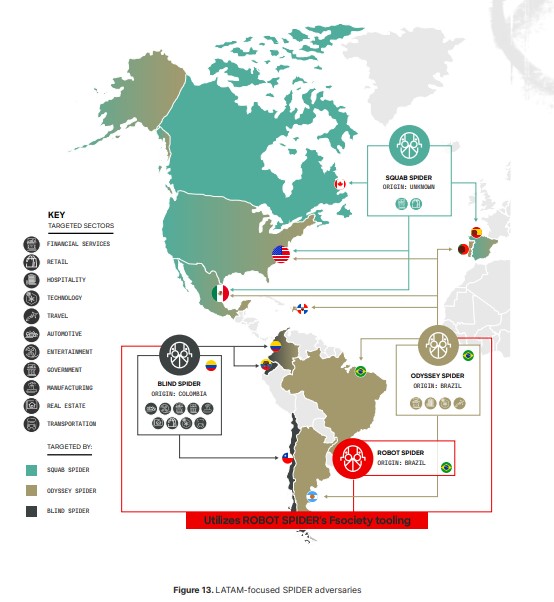 SQUAB SPIDER
ORIGIN: UNKNOWN
KEY
TARGETED SECTORS
FINANCIAL SERVICES
RETAIL
HOSPITALITY
TECHNOLOGY
TRAVEL
AUTOMOTIVE
ENTERTAINMENT
GOVERNMENT
MANUFACTURING
REAL ESTATE
TRANSPORTATION
TARGETED BY:
SQUAB SPIDER
ODYSSEY SPIDER
BLIND SPIDER
BLIND SPIDER
ORIGIN: COLOMBIA
ODYSSEY SPIDER
ORIGIN: BRAZIL
ROBOT SPIDER
ORIGIN: BRAZIL
Utilizes ROBOT SPIDER's Fsociety tooling
Figure 13. LATAM-focused SPIDER adversaries